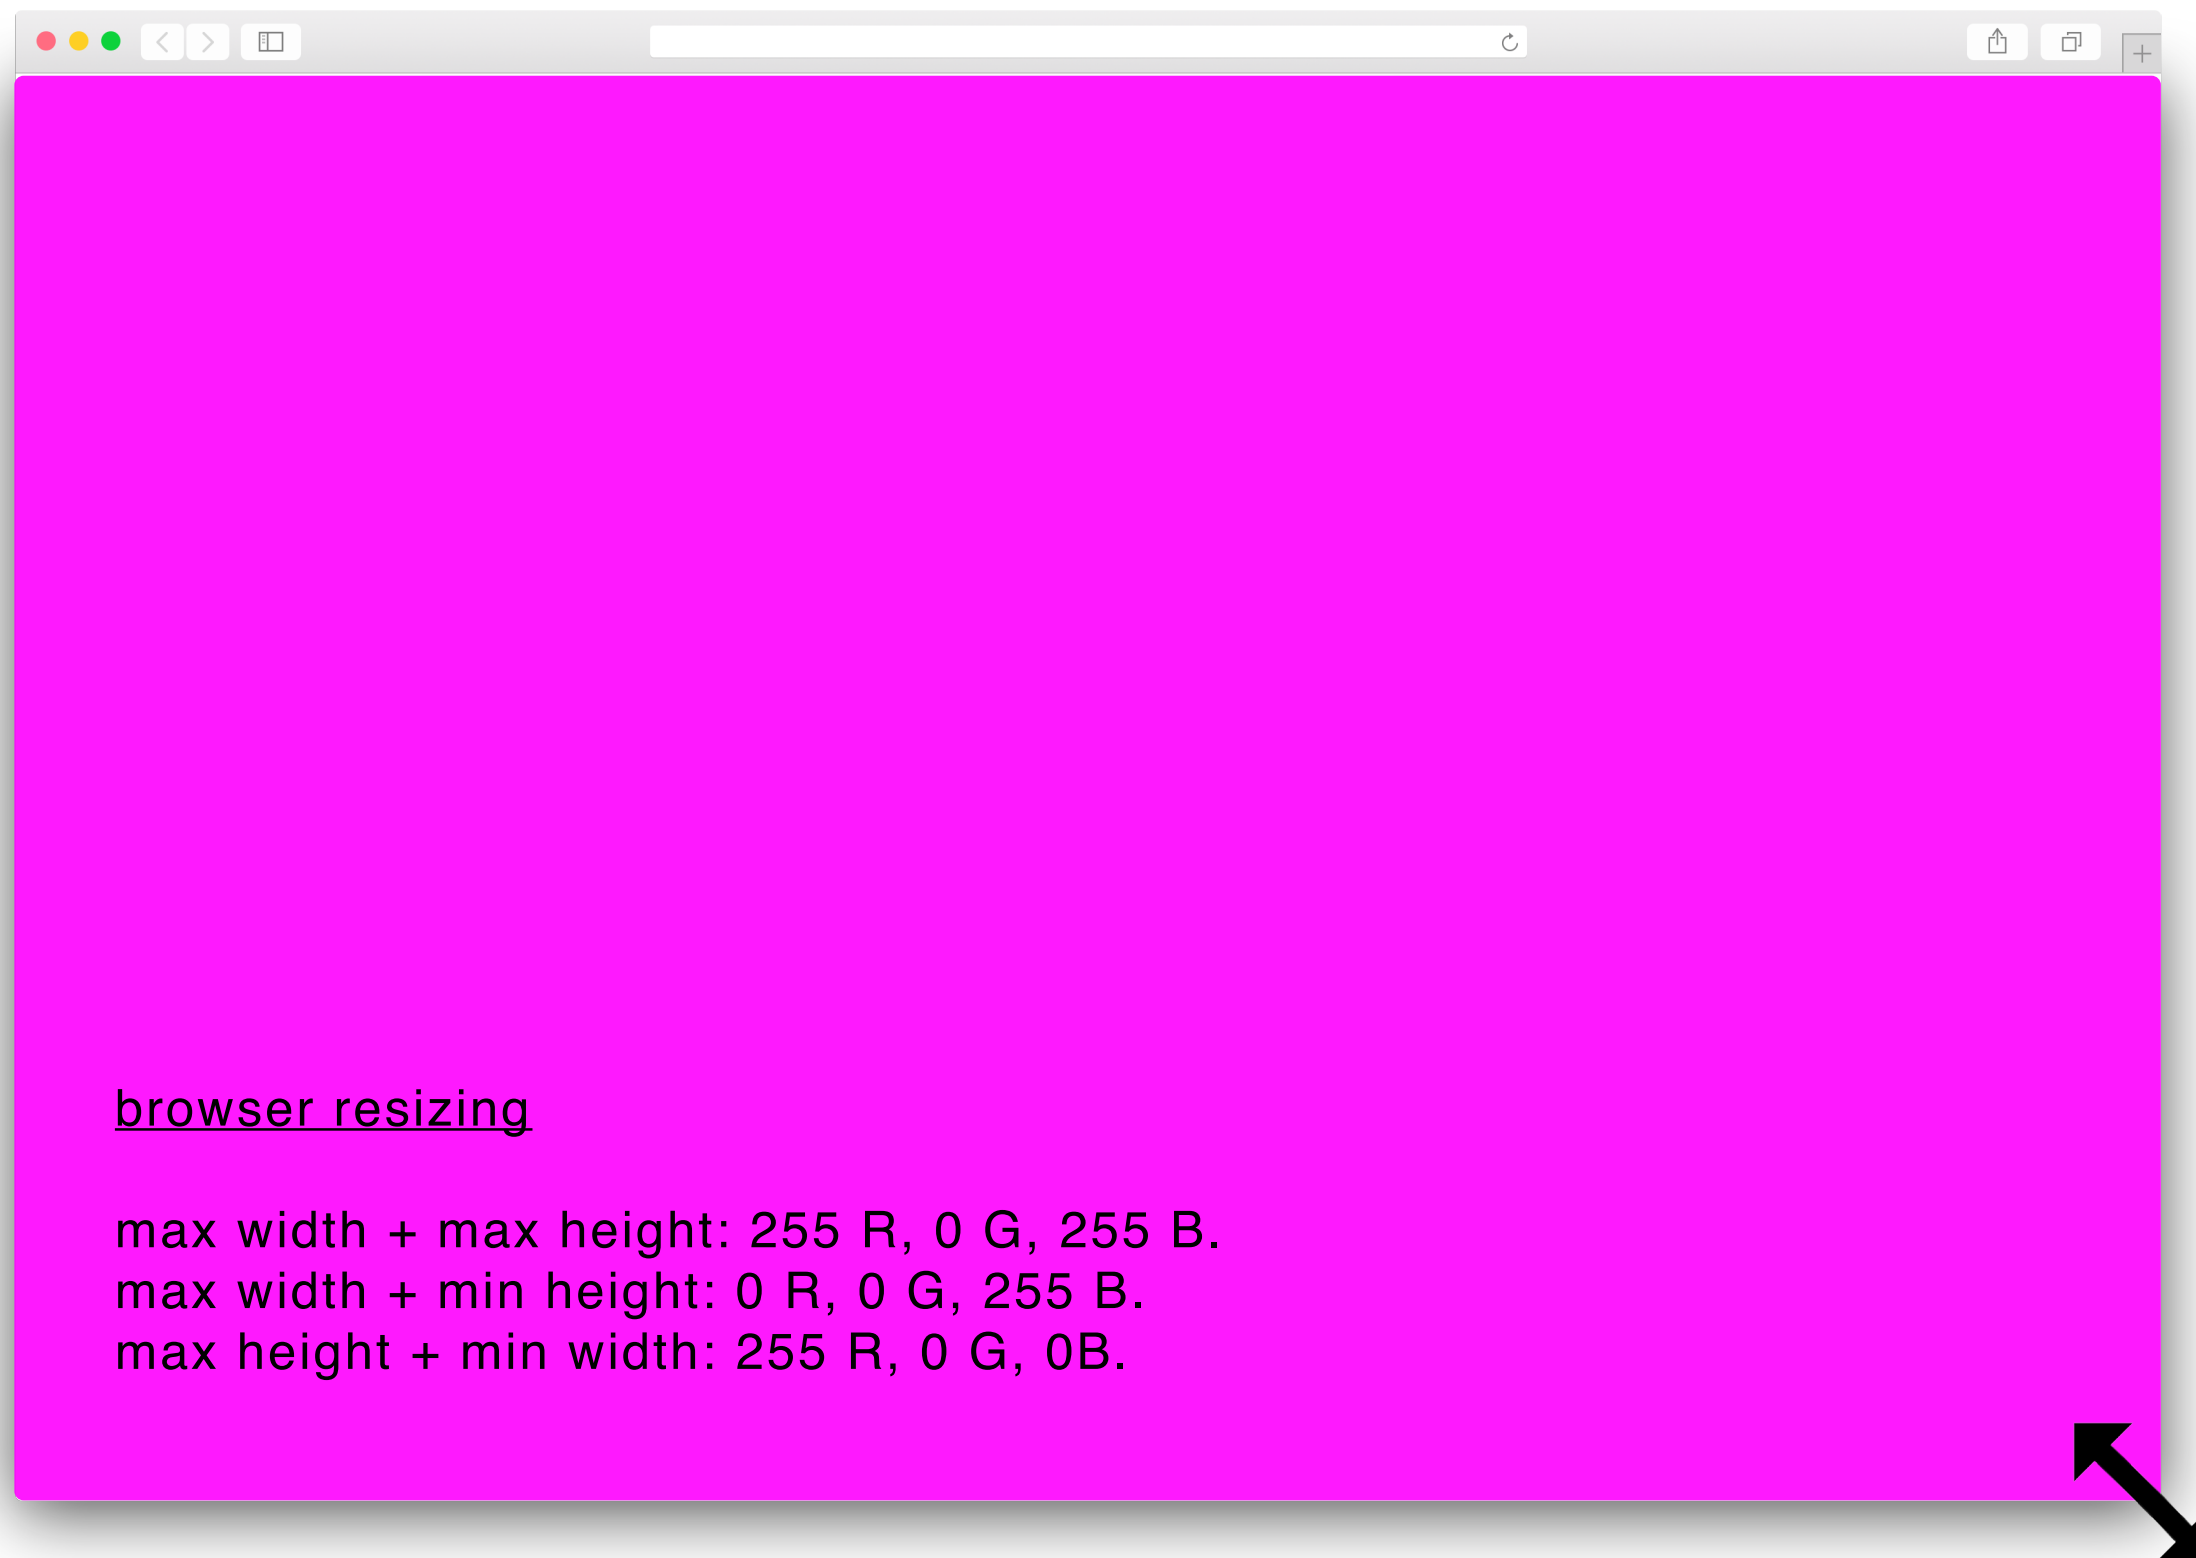 browser resizing
max width + max height: 255 R, 0 G, 255 B.
max width + min height: 0 R, 0 G, 255 B.
max height + min width: 255 R, 0 G, 0B.